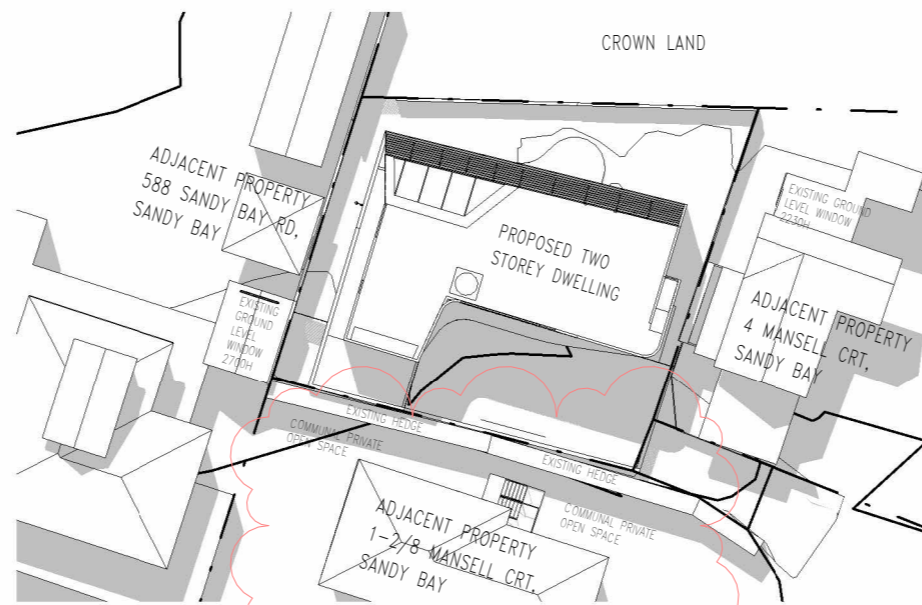 CROWN LAND
ADJACENT PROPERTY
588 SANDY BAY RD,
SANDY BAY
EXISTING GROUND
LEVEL WINDOW
2230H
PROPOSED TWO
STOREY DWELLING
ADJACENT PROPERTY
4 MANSELL CRT,
SANDY BAY
EXISTING
GROUND
LEVEL
WINDOW
2700H
EXISTING HEDGE
COMMUNAL PRIVATE
OPEN SPACE
EXISTING HEDGE
COMMUNAL PRIVATE
OPEN SPACE
ADJACENT PROPERTY
1-2/8 MANSELL CRT,
SANDY BAY